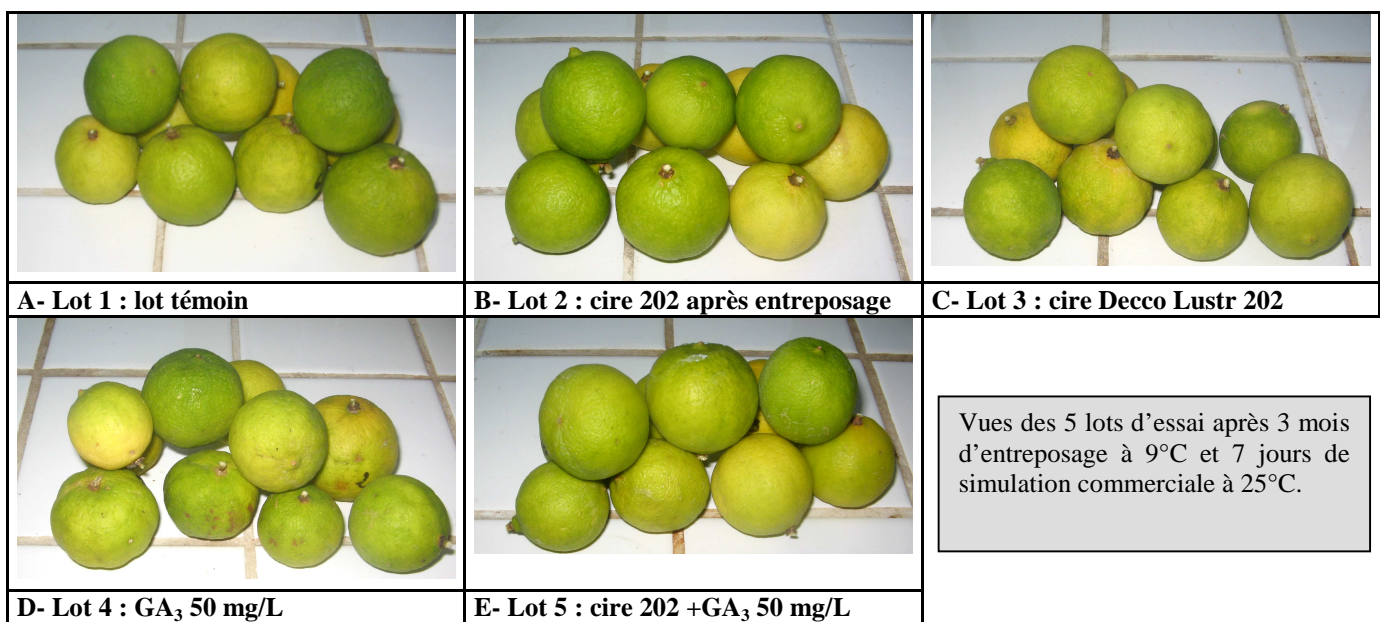 A- Lot 1 : lot témoin
B- Lot 2 : cire 202 après entreposage
C- Lot 3 : cire Decco Lustr 202
D- Lot 4 : GA₃ 50 mg/L
E- Lot 5 : cire 202 +GA₃ 50 mg/L
Vues des 5 lots d'essai après 3 mois
d'entreposage à 9°C et 7 jours de
simulation commerciale à 25°C.